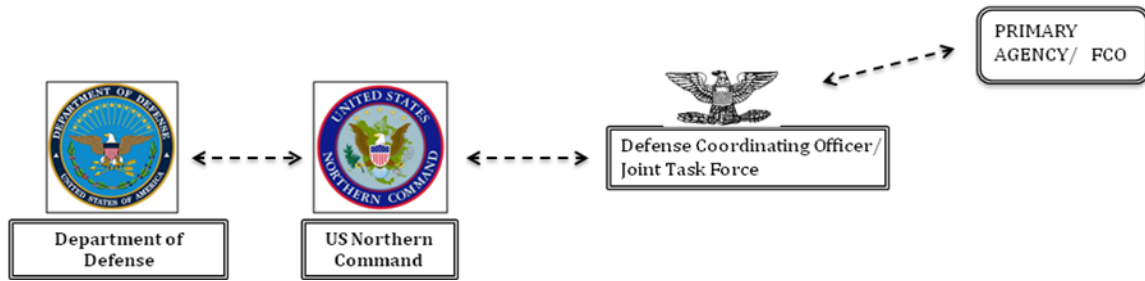 PRIMARY
AGENCY/ FCO
DEPARTMENT OF DEFENSE
UNITED STATES OF AMERICA
UNITED STATES
NORTHERN COMMAND
Defense Coordinating Officer/
Joint Task Force
Department of
Defense
US Northern
Command